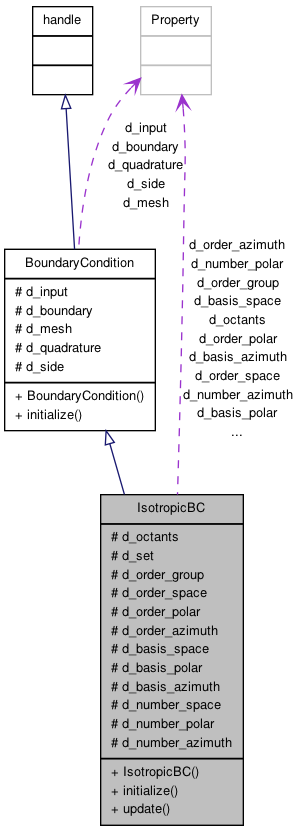 handle
Property
d_input
d_boundary
d_quadrature
d_side
d_mesh
BoundaryCondition
# d_input
# d_boundary
# d_mesh
# d_quadrature
# d_side
+ BoundaryCondition()
+ initialize()
d_order_azimuth
d_number_polar
d_order_group
d_basis_space
d_octants
d_order_polar
d_basis_azimuth
d_order_space
d_number_azimuth
d_basis_polar
...
IsotropicBC
# d_octants
# d_set
# d_order_group
# d_order_space
# d_order_polar
# d_order_azimuth
# d_basis_space
# d_basis_polar
# d_basis_azimuth
# d_number_space
# d_number_polar
# d_number_azimuth
+ IsotropicBC()
+ initialize()
+ update()